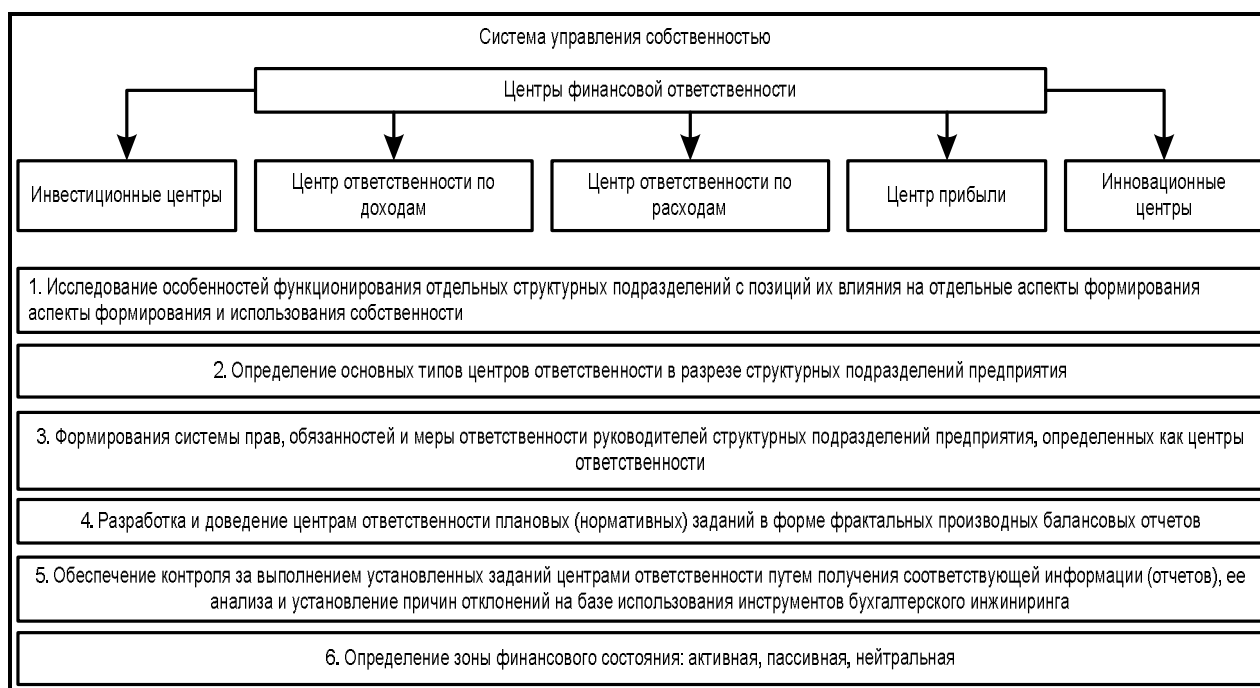 Система управления собственностью
Центры финансовой ответственности
Инвестиционные центры
Центр ответственности по
доходам
Центр ответственности по
расходам
Центр прибыли
Инновационные
центры
1. Исследование особенностей функционирования отдельных структурных подразделений с позиций их влияния на отдельные аспекты формирования
аспекты формирования и использования собственности
2. Определение основных типов центров ответственности в разрезе структурных подразделений предприятия
3. Формирования системы прав, обязанностей и меры ответственности руководителей структурных подразделений предприятия, определенных как центры
ответственности
4. Разработка и доведение центрам ответственности плановых (нормативных) заданий в форме фрактальных производных балансовых отчетов
5. Обеспечение контроля за выполнением установленных заданий центрами ответственности путем получения соответствующей информации (отчетов), ее
анализа и установление причин отклонений на базе использования инструментов бухгалтерского инжиниринга
6. Определение зоны финансового состояния: активная, пассивная, нейтральная